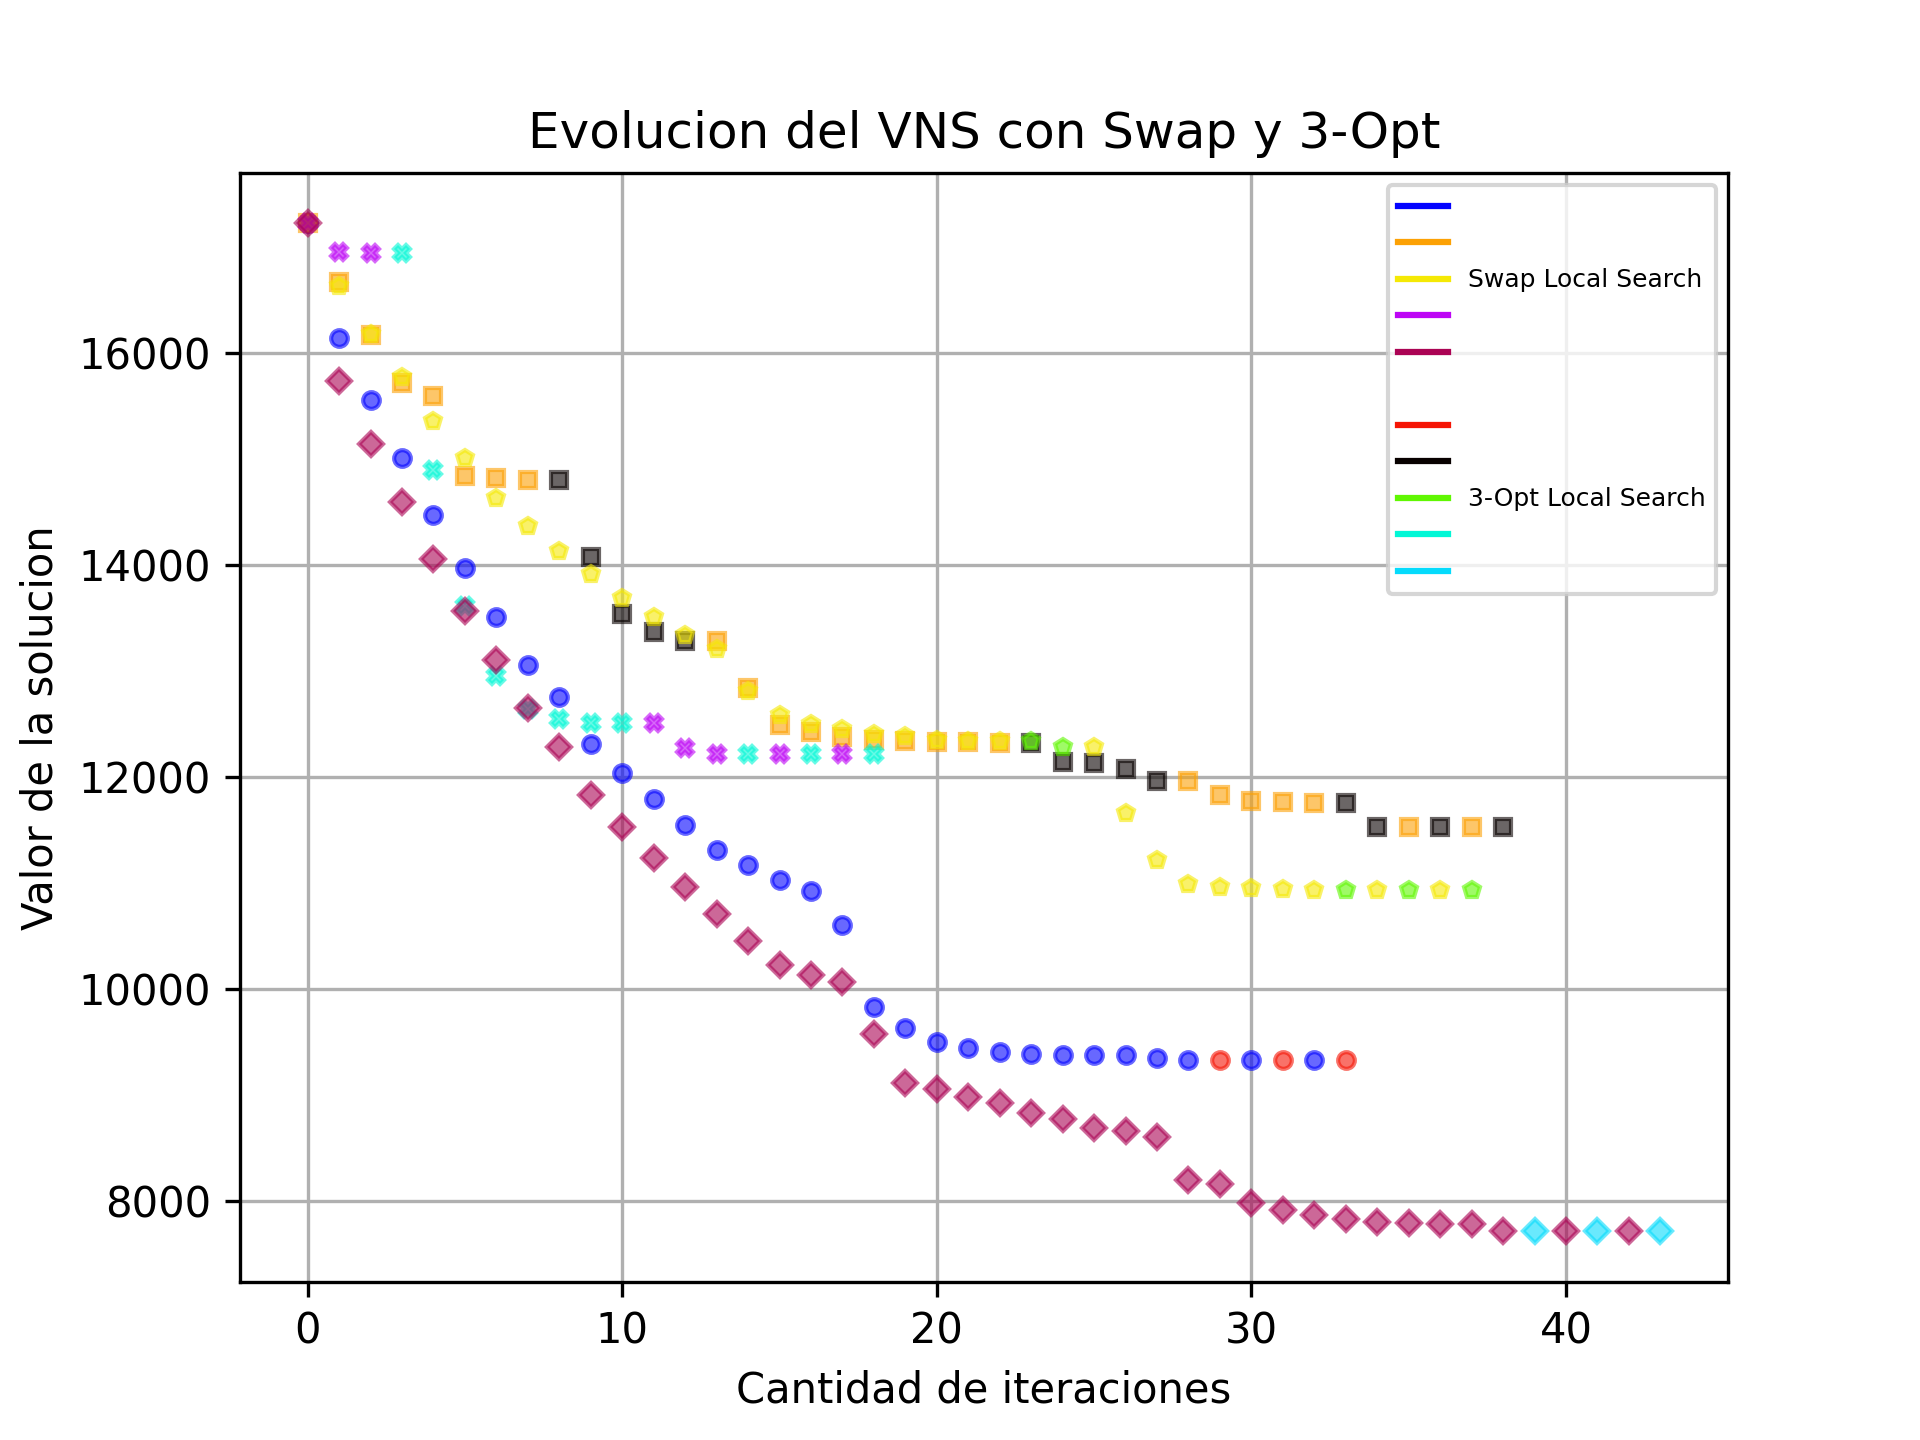 Evolucion del VNS con Swap y 3-Opt
Swap Local Search
3-Opt Local Search
16000
14000
12000
10000
8000
Valor de la solucion
0 10 20 30 40
Cantidad de iteraciones